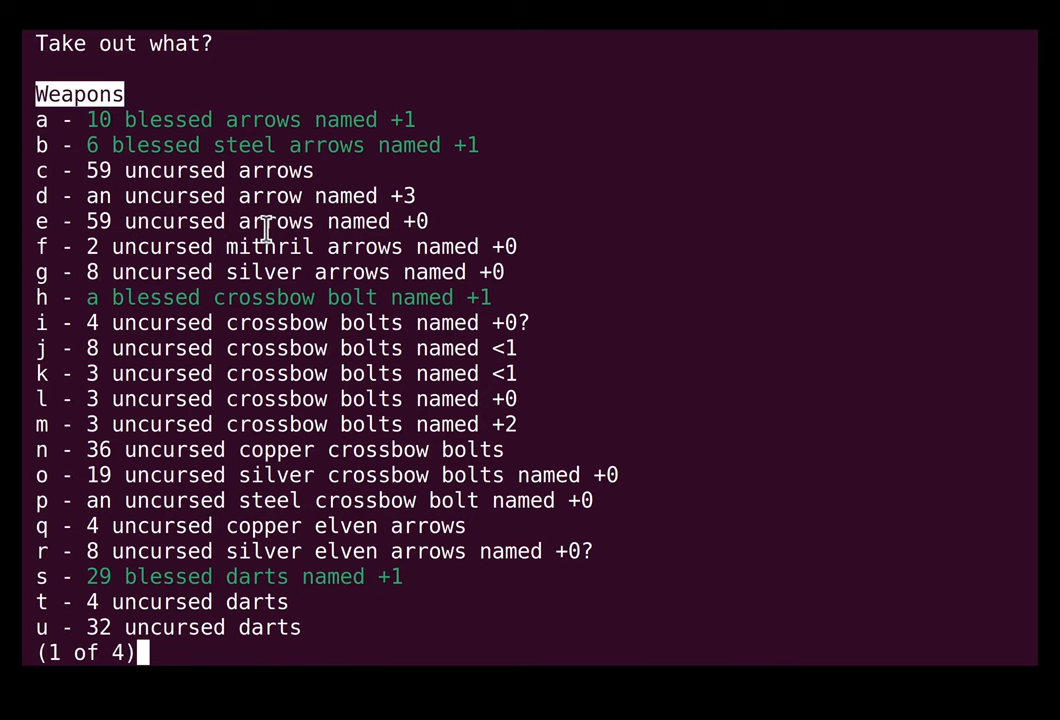 Take out what?
Weapons
a - 10 blessed arrows named +1
b - 6 blessed steel arrows named +1
c - 59 uncursed arrows
d - an uncursed arrow named +3
e - 59 uncursed arrows named +0
f - 2 uncursed mithril arrows named +0
g - 8 uncursed silver arrows named +0
h - a blessed crossbow bolt named +1
i - 4 uncursed crossbow bolts named +0?
j - 8 uncursed crossbow bolts named <1
k - 3 uncursed crossbow bolts named <1
l - 3 uncursed crossbow bolts named +0
m - 3 uncursed crossbow bolts named +2
n - 36 uncursed copper crossbow bolts
o - 19 uncursed silver crossbow bolts named +0
p - an uncursed steel crossbow bolt named +0
q - 4 uncursed copper elven arrows
r - 8 uncursed silver elven arrows named +0?
s - 29 blessed darts named +1
t - 4 uncursed darts
u - 32 uncursed darts
(1 of 4)